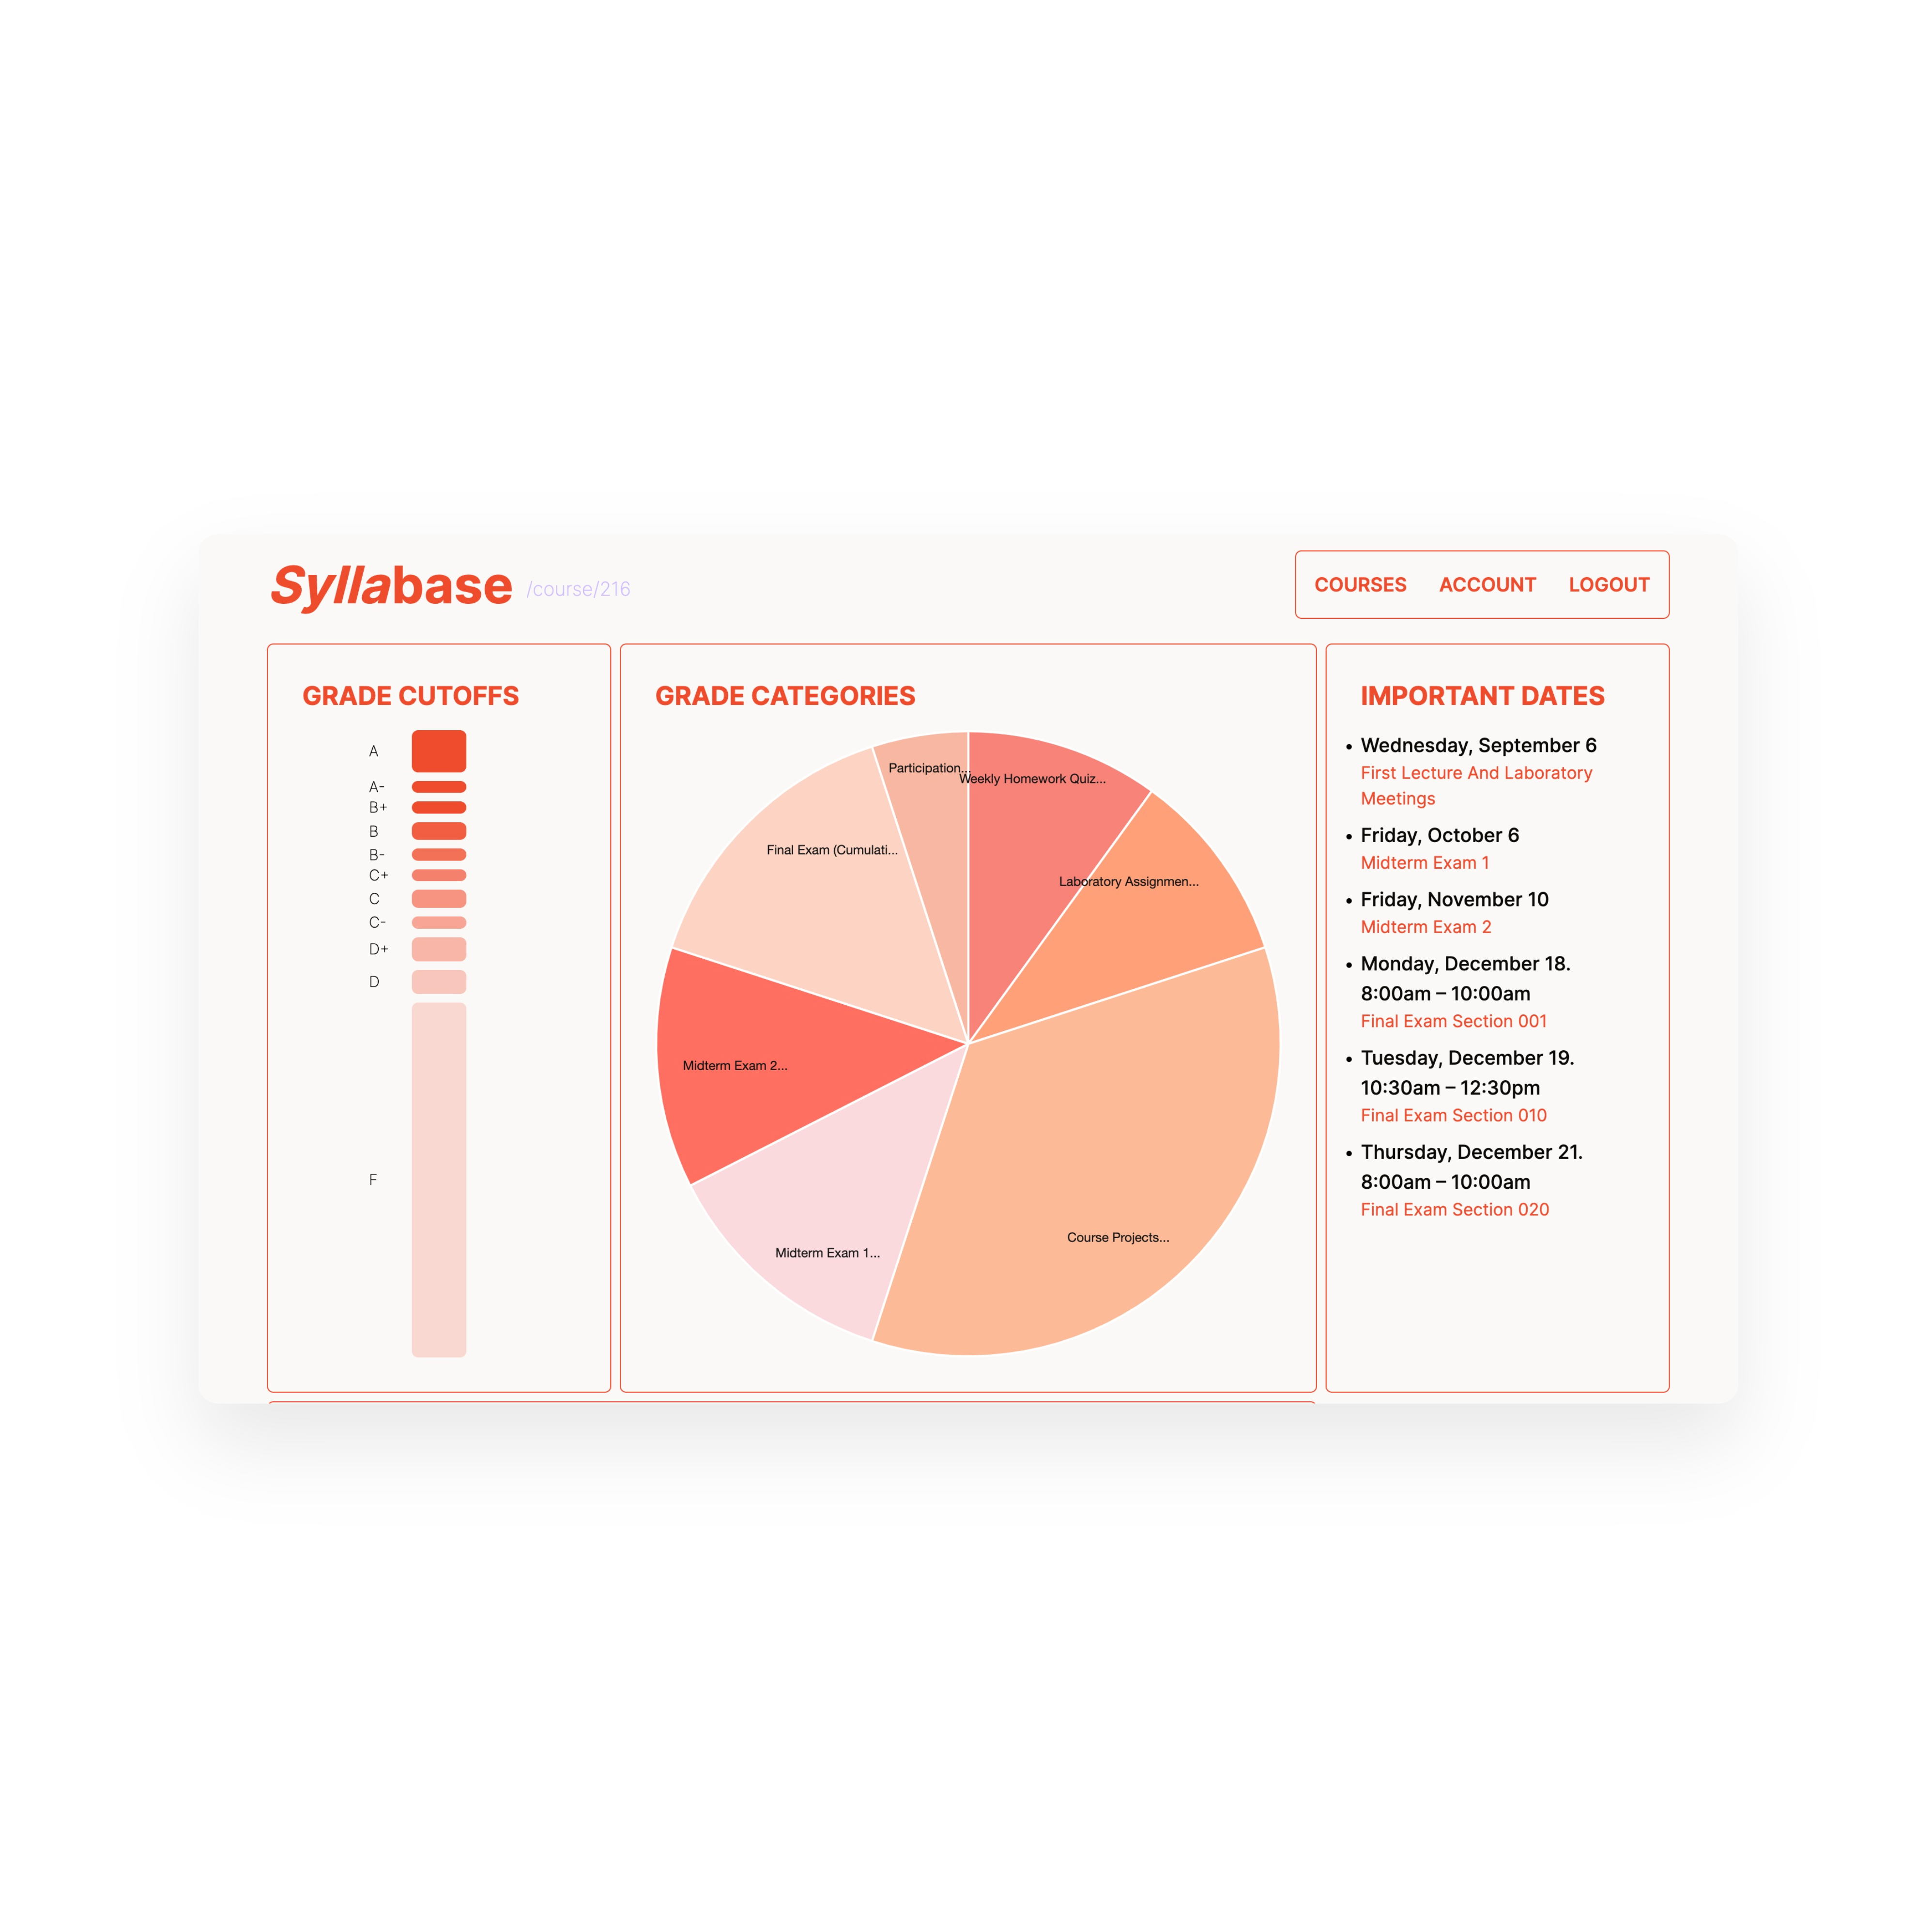 Syllabase /course/216
COURSES ACCOUNT LOGOUT
GRADE CUTOFFS
A
A-
B+
B
B-
C+
C
C-
D+
D
F
GRADE CATEGORIES
Participation...
Weekly Homework Quiz...
Final Exam (Cumulati...
Laboratory Assignmen...
Midterm Exam 2...
Course Projects...
Midterm Exam 1...
IMPORTANT DATES
Wednesday, September 6
First Lecture And Laboratory
Meetings
Friday, October 6
Midterm Exam 1
Friday, November 10
Midterm Exam 2
Monday, December 18.
8:00am – 10:00am
Final Exam Section 001
Tuesday, December 19.
10:30am – 12:30pm
Final Exam Section 010
Thursday, December 21.
8:00am – 10:00am
Final Exam Section 020